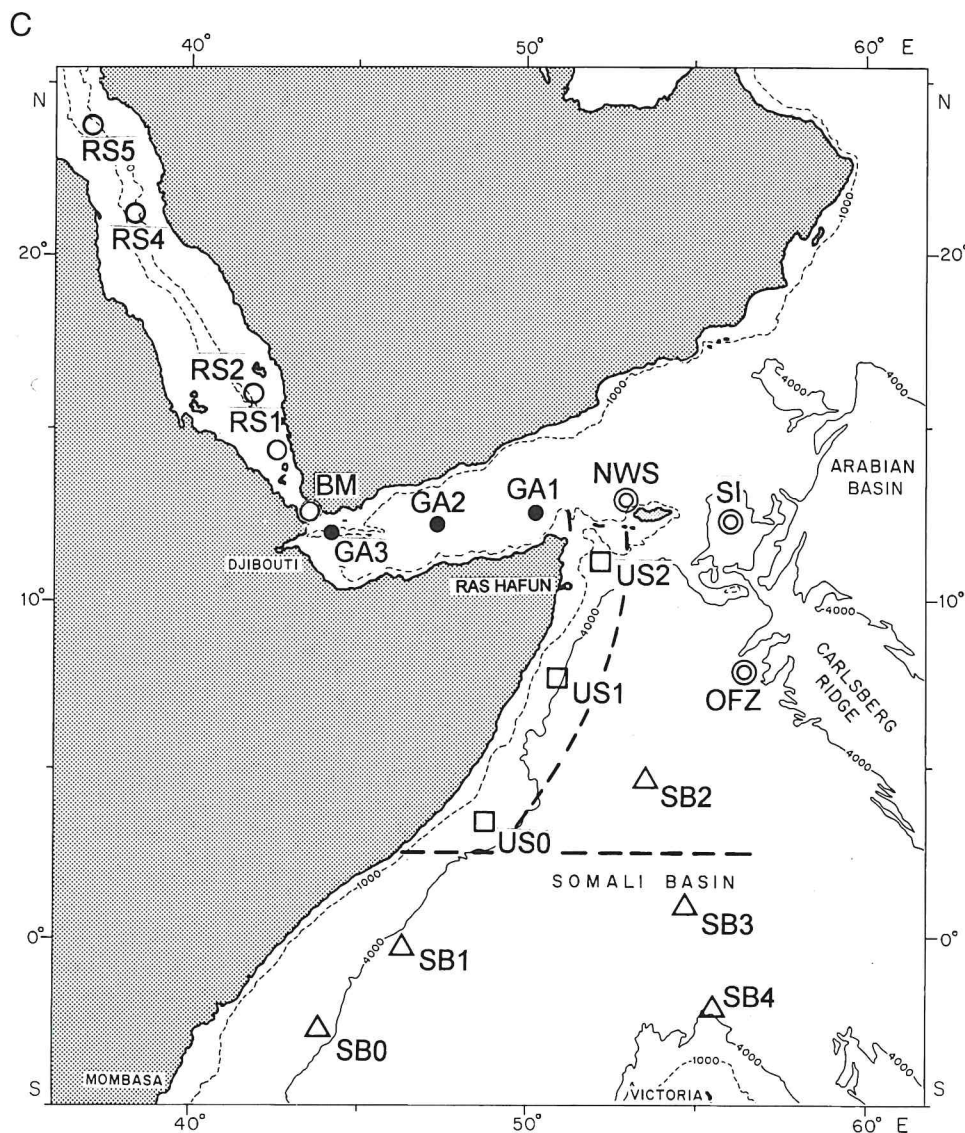 C
40° 50° 60° E
N N
RS5
RS4
1000
20° 20°
RS2
RS1
4000
4000
ARABIAN
BASIN
BM
GA2
GA1
NWS
SI
GA3
DJIBOUTI
RAS HAFUN
US2
10° 10°
4000
4000
CARLSBERG
RIDGE
US1
OFZ
4000
SB2
US0
1000
SOMALI BASIN
SB3
0° 0°
4000
SB1
SB4
SB0
4000
4000
1000
MOMBASA
VICTORIA
S S
40° 50° 60° E